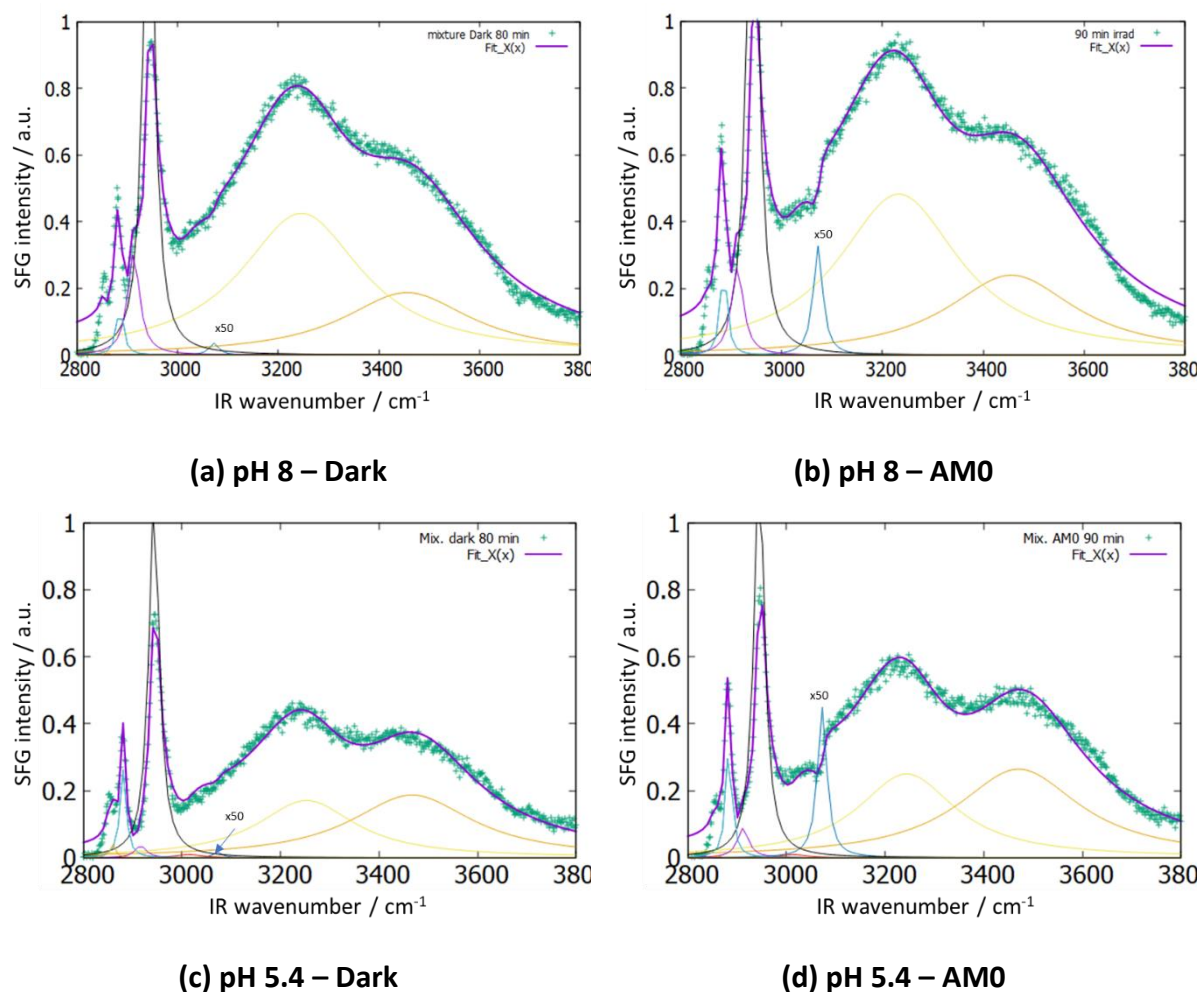 mixture Dark 80 min
Fit_X(x)
x50
SFG intensity / a.u.
1
0.8
0.6
0.4
0.2
0
2800 3000 3200 3400 3600 380
IR wavenumber / cm-1
(a) pH 8 – Dark
90 min irrad
Fit_X(x)
x50
SFG intensity / a.u.
1
0.8
0.6
0.4
0.2
0
2800 3000 3200 3400 3600 3800
IR wavenumber / cm-1
(b) pH 8 – AM0
Mix. dark 80 min
Fit_X(x)
x50
SFG intensity / a.u.
1
0.8
0.6
0.4
0.2
0
2800 3000 3200 3400 3600 3800
IR wavenumber / cm-1
(c) pH 5.4 – Dark
Mix. AM0 90 min
Fit_X(x)
x50
SFG intensity / a.u.
1
0.8
0.6
0.4
0.2
0
2800 3000 3200 3400 3600 380
IR wavenumber / cm-1
(d) pH 5.4 – AM0